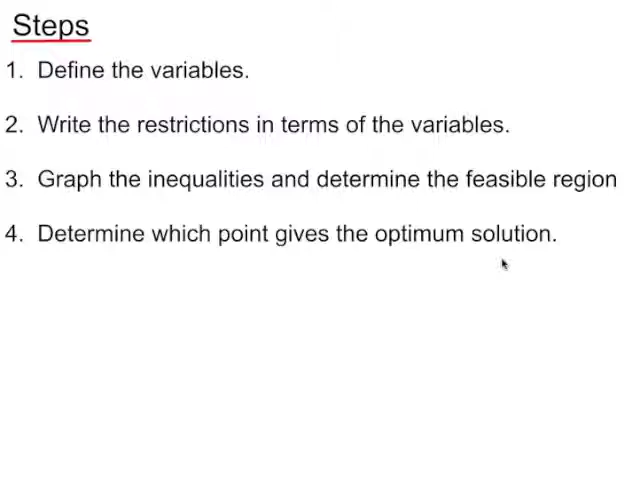 Steps
1. Define the variables.
2. Write the restrictions in terms of the variables.
3. Graph the inequalities and determine the feasible region
4. Determine which point gives the optimum solution.